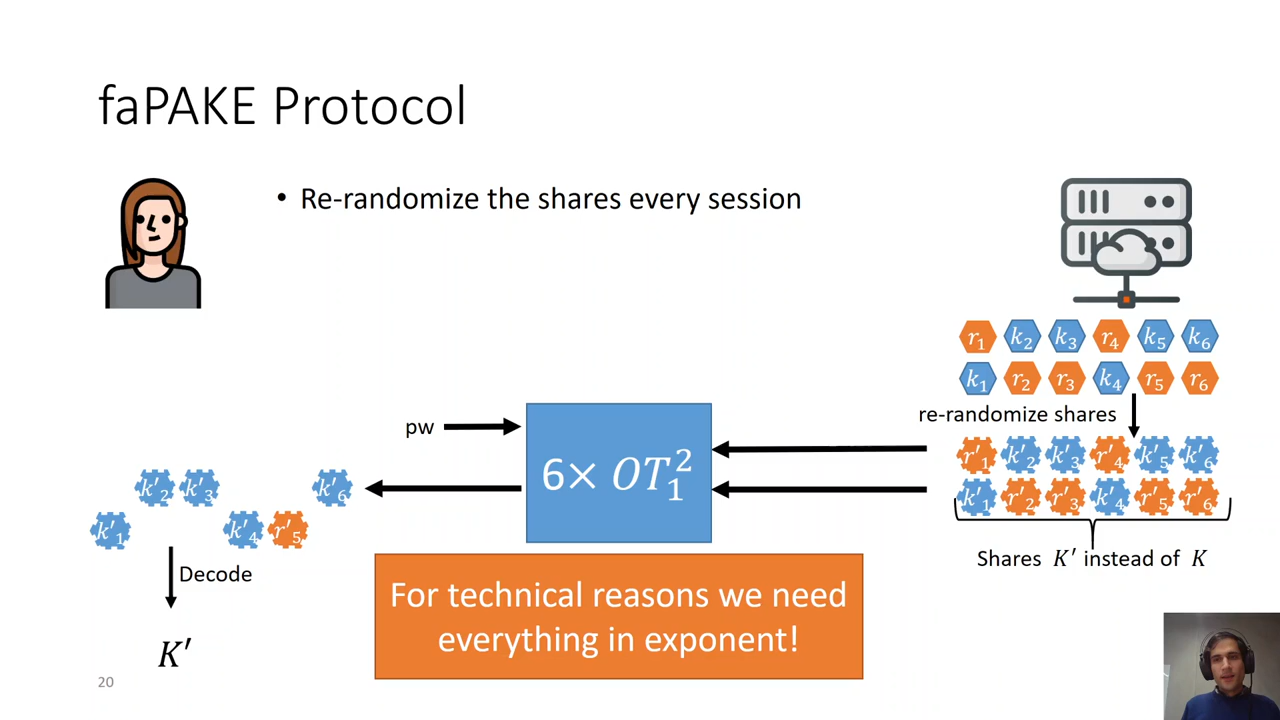 faPAKE Protocol
• Re-randomize the shares every session
r₁ k₂ k₃ r₄ k₅ k₆
k₁ r₂ r₃ k₄ r₅ r₆
re-randomize shares
pw
6× OT₁²
r′₁ k′₂ k′₃ r′₄ k′₅ k′₆
k′₁ r′₂ r′₃ k′₄ r′₅ r′₆
k′₂ k′₃ k′₆
k′₁ k′₄ r′₅
Shares K′ instead of K
Decode
For technical reasons we need
everything in exponent!
K′
20